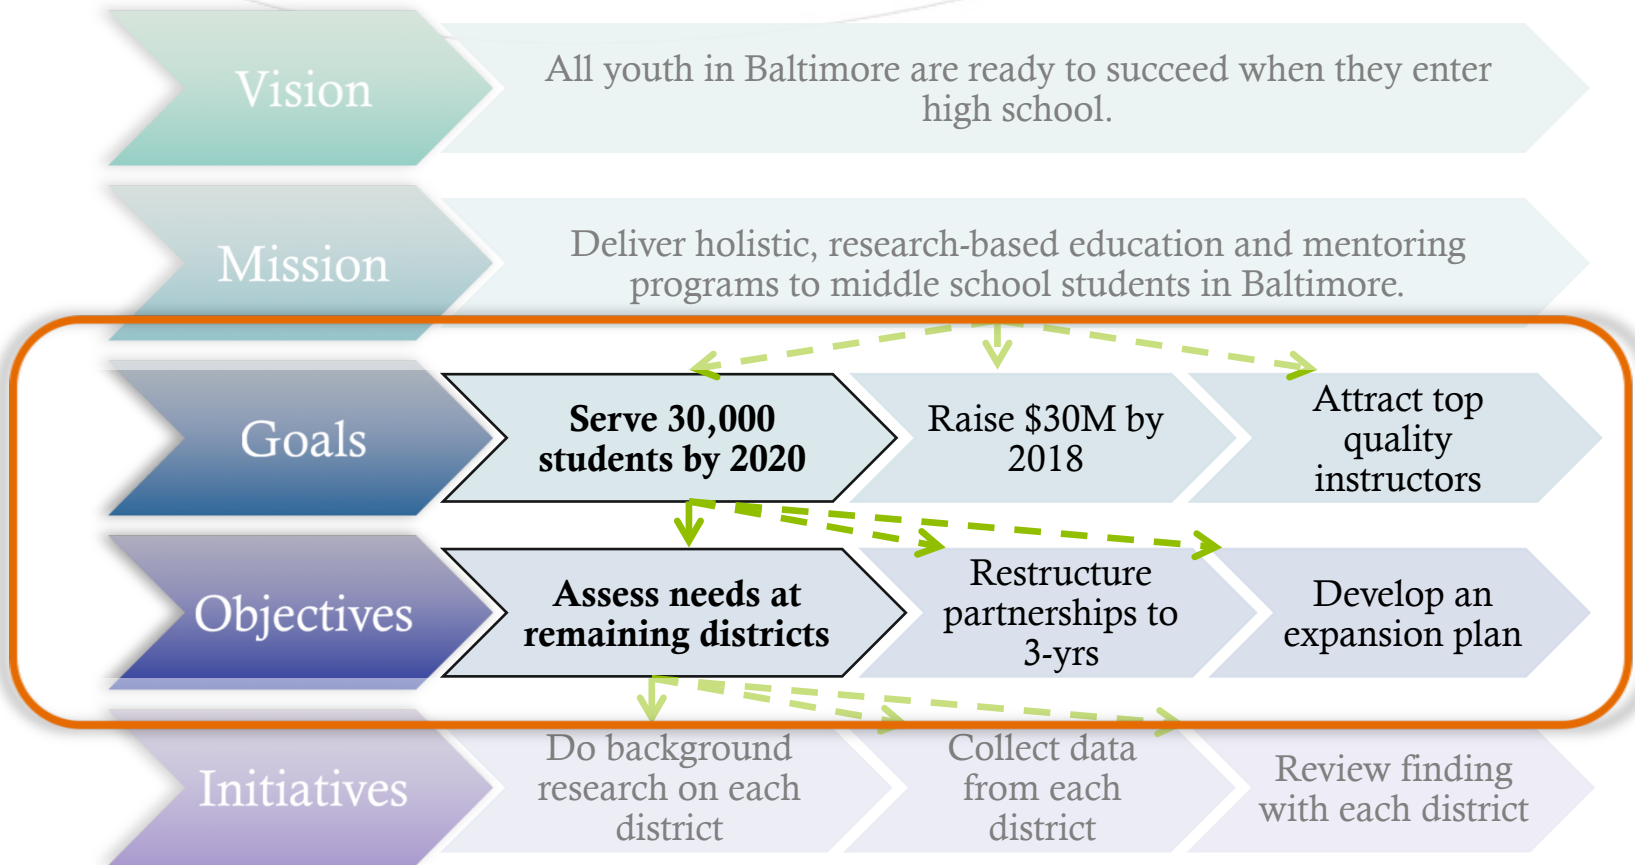 Vision
All youth in Baltimore are ready to succeed when they enter
high school.
Mission
Deliver holistic, research-based education and mentoring
programs to middle school students in Baltimore.
Goals
Serve 30,000
students by 2020
Raise $30M by
2018
Attract top
quality
instructors
Objectives
Assess needs at
remaining districts
Restructure
partnerships to
3-yrs
Develop an
expansion plan
Initiatives
Do background
research on each
district
Collect data
from each
district
Review finding
with each district